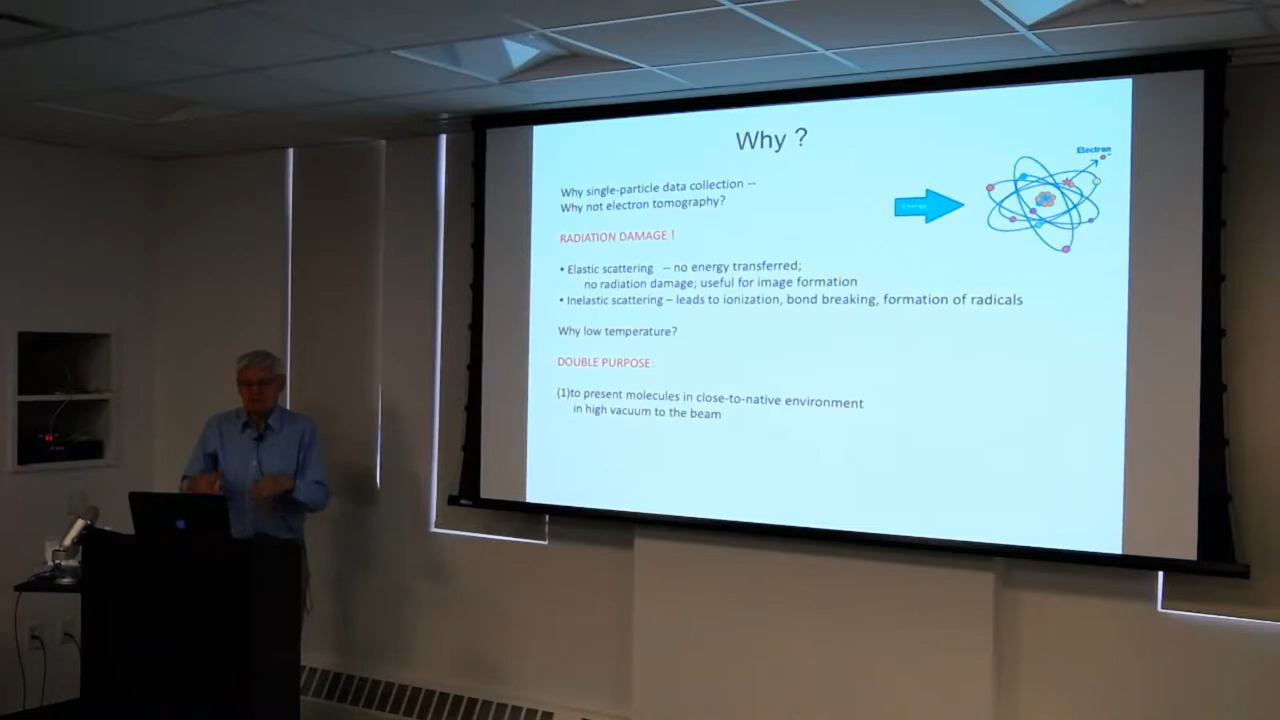 Why ?
Electron
e-
Energy
Why single-particle data collection –
Why not electron tomography?
RADIATION DAMAGE !
• Elastic scattering – no energy transferred;
no radiation damage; useful for image formation
• Inelastic scattering – leads to ionization, bond breaking, formation of radicals
Why low temperature?
DOUBLE PURPOSE:
(1)to present molecules in close-to-native environment
in high vacuum to the beam